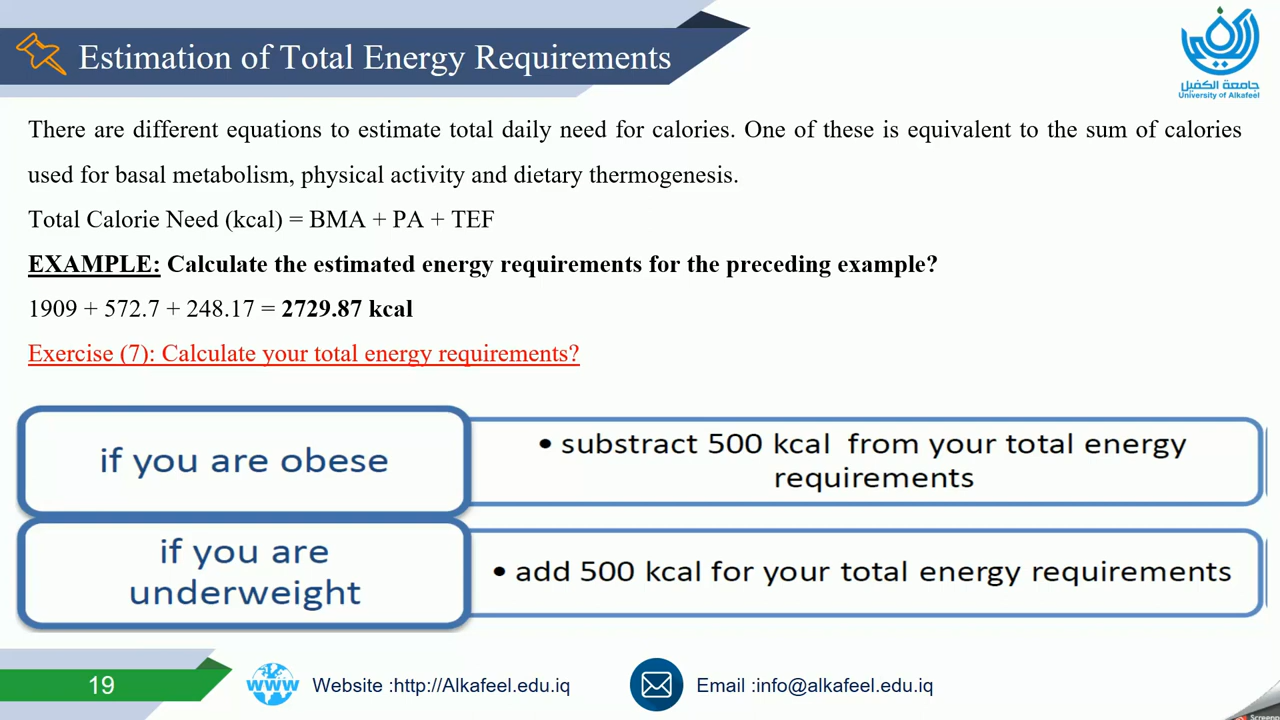 Estimation of Total Energy Requirements
جامعة الكفيل
University of Alkafeel
There are different equations to estimate total daily need for calories. One of these is equivalent to the sum of calories
used for basal metabolism, physical activity and dietary thermogenesis.
Total Calorie Need (kcal) = BMA + PA + TEF
EXAMPLE: Calculate the estimated energy requirements for the preceding example?
1909 + 572.7 + 248.17 = 2729.87 kcal
Exercise (7): Calculate your total energy requirements?
if you are obese
• substract 500 kcal from your total energy
requirements
if you are
underweight
• add 500 kcal for your total energy requirements
19
WWW
Website :http://Alkafeel.edu.iq
Email :info@alkafeel.edu.iq